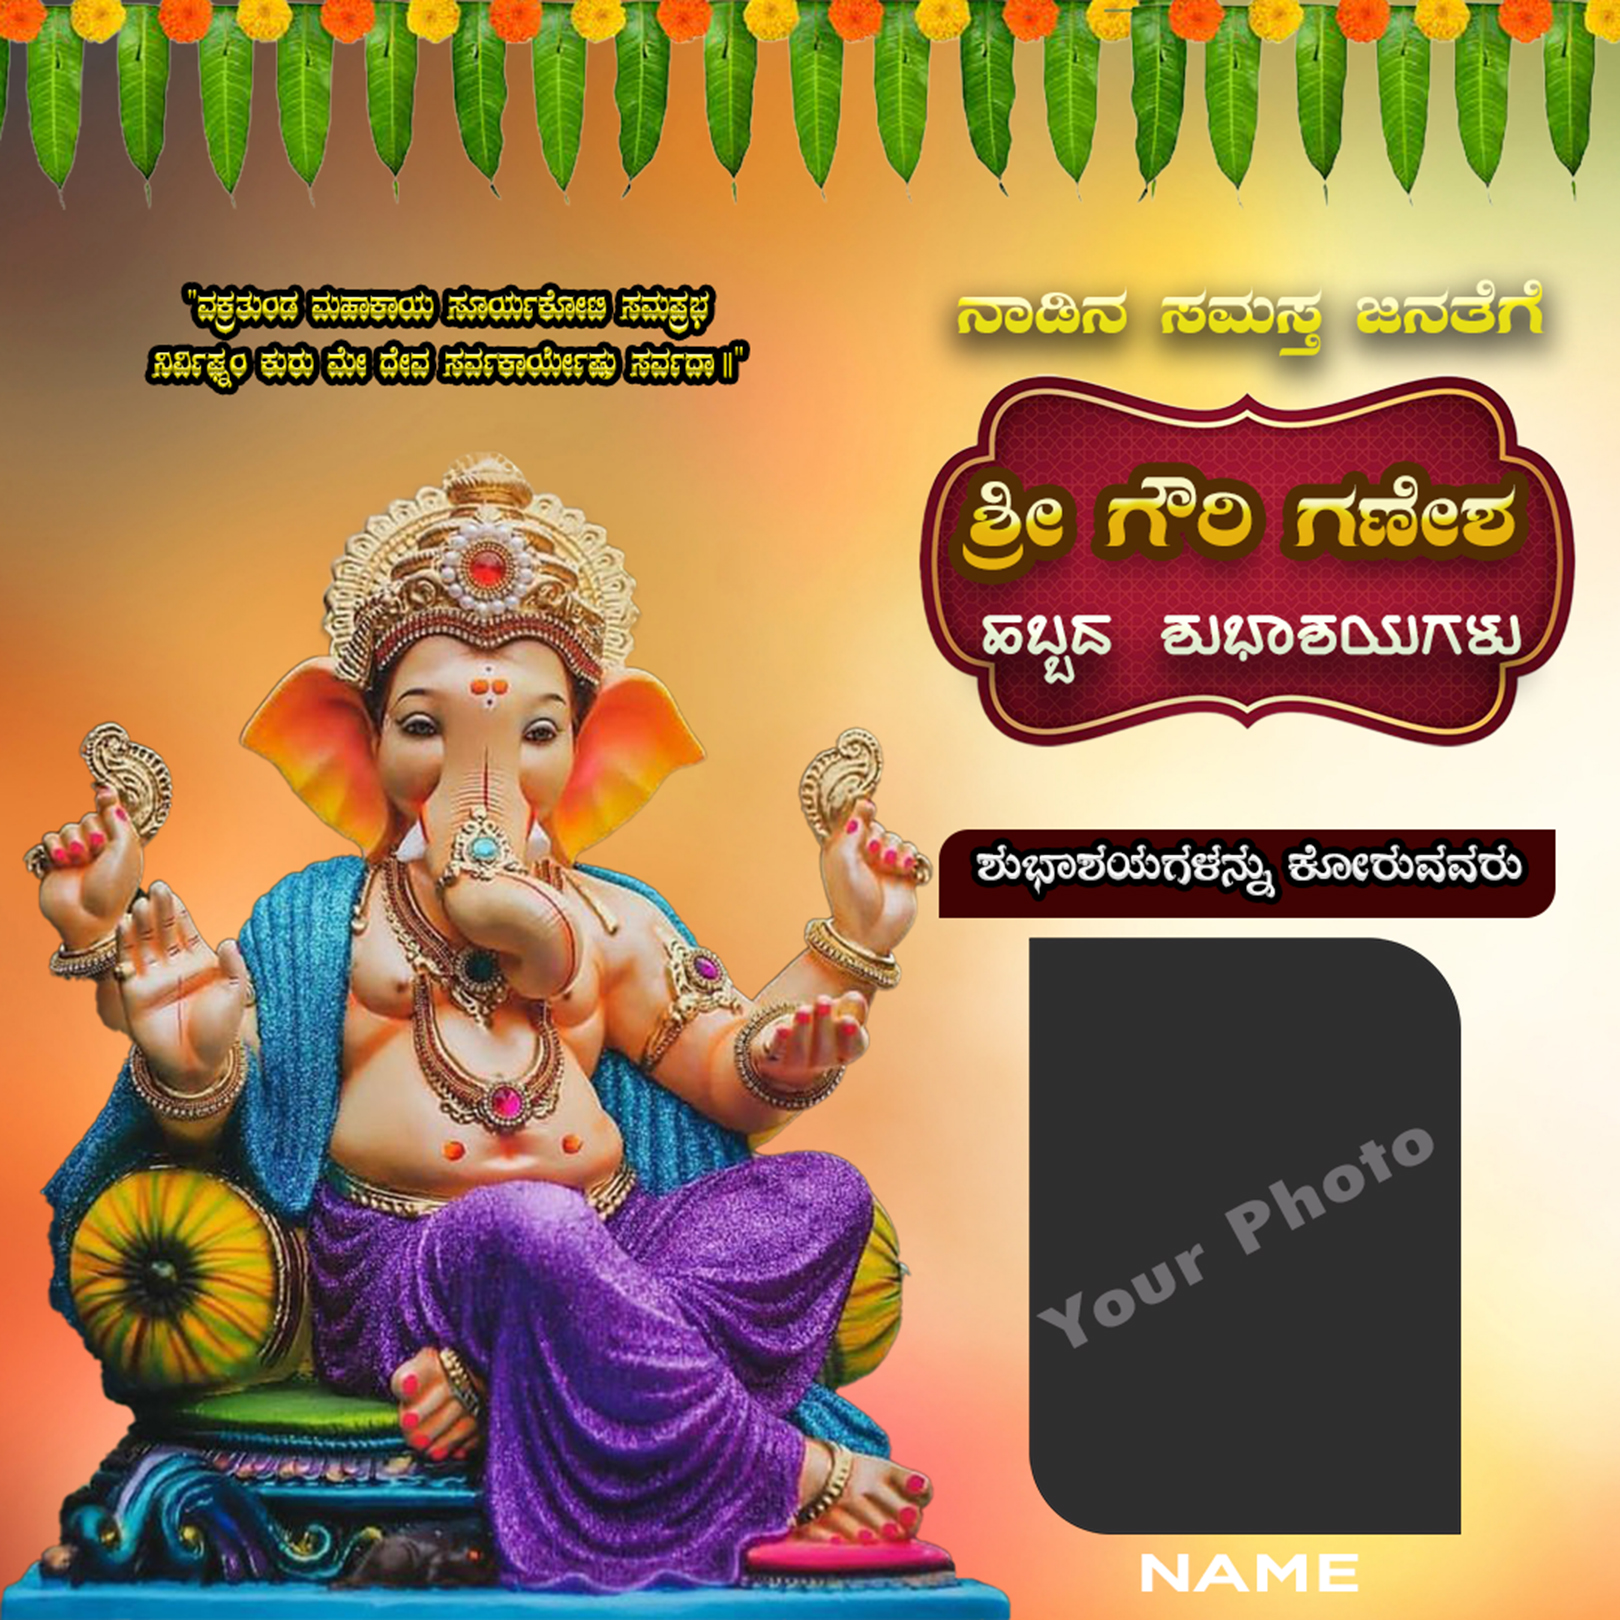 "ವಕ್ರತುಂಡ ಮಹಾಕಾಯ ಸೂರ್ಯಕೋಟಿ ಸಮಪ್ರಭ
ನಿರ್ವಿಘ್ನಂ ಕುರು ಮೇ ದೇವ ಸರ್ವಕಾರ್ಯೇಷು ಸರ್ವದಾ ॥"
ನಾಡಿನ ಸಮಸ್ತ ಜನತೆಗೆ
ಶ್ರೀ ಗೌರಿ ಗಣೇಶ
ಹಬ್ಬದ ಶುಭಾಶಯಗಳು
ಶುಭಾಶಯಗಳನ್ನು ಕೋರುವವರು
Your Photo
NAME